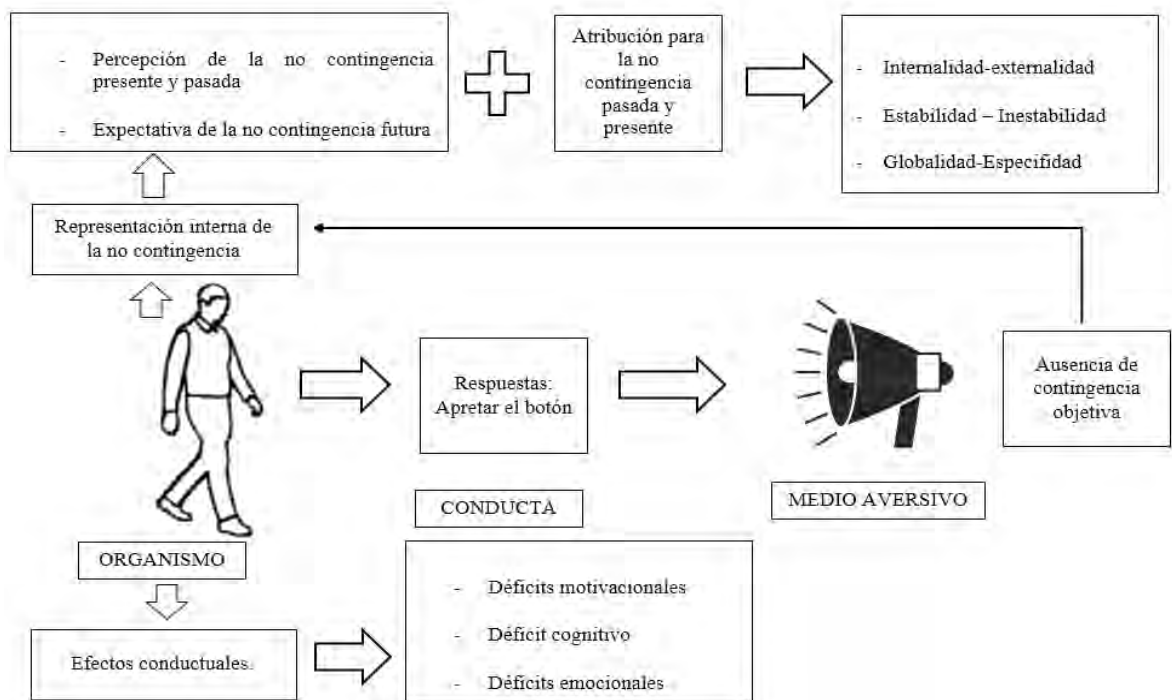 - Percepción de la no contingencia
presente y pasada
- Expectativa de la no contingencia futura
Atribución para
la no
contingencia
pasada y
presente
- Internalidad-externalidad
- Estabilidad – Inestabilidad
- Globalidad-Especifidad
Representación interna de
la no contingencia
Respuestas:
Apretar el botón
Ausencia de
contingencia
objetiva
CONDUCTA
MEDIO AVERSIVO
ORGANISMO
Efectos conductuales.
- Déficits motivacionales
- Déficit cognitivo
- Déficits emocionales